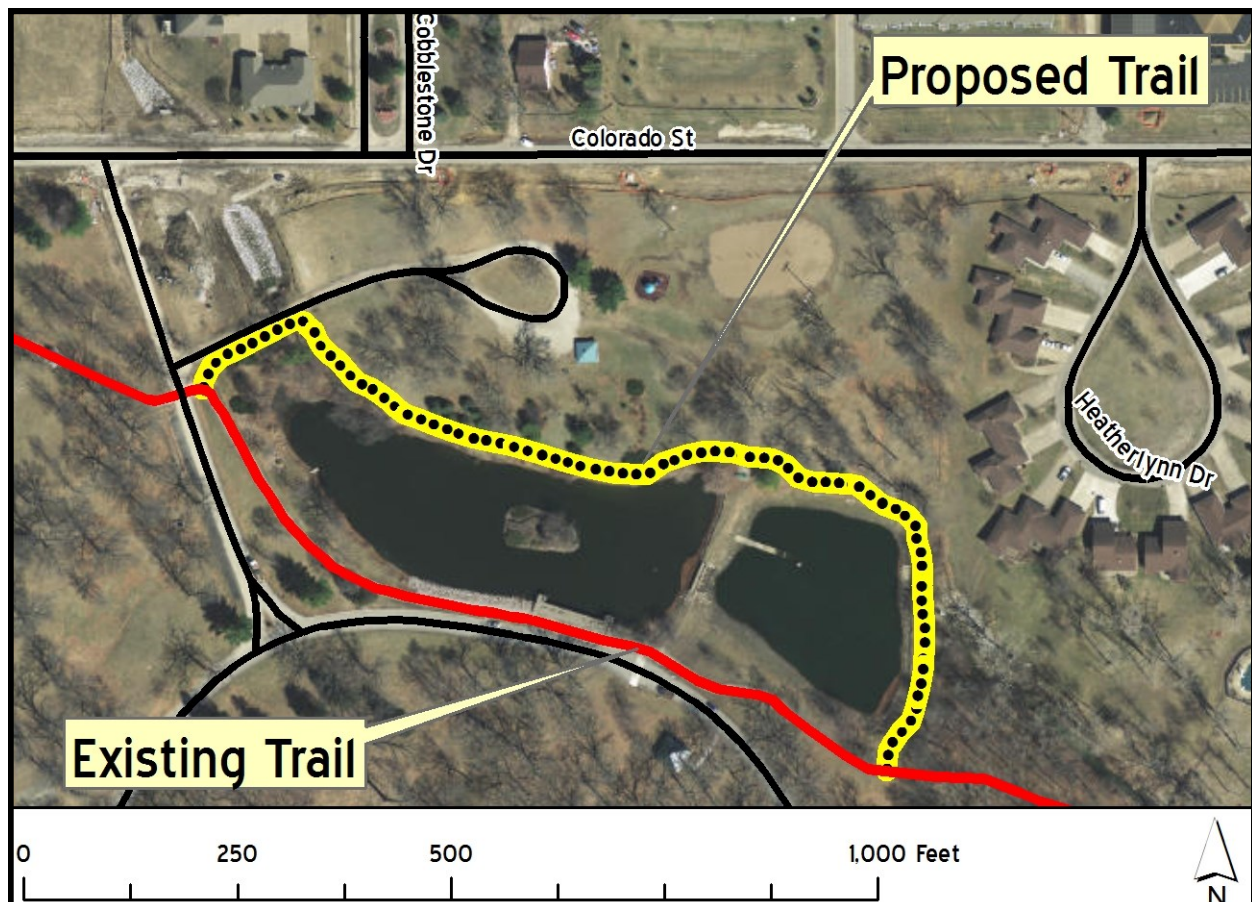 Cobblestone Dr
Proposed Trail
Colorado St
Heatherlynn Dr
Existing Trail
0 250 500 1,000 Feet
N